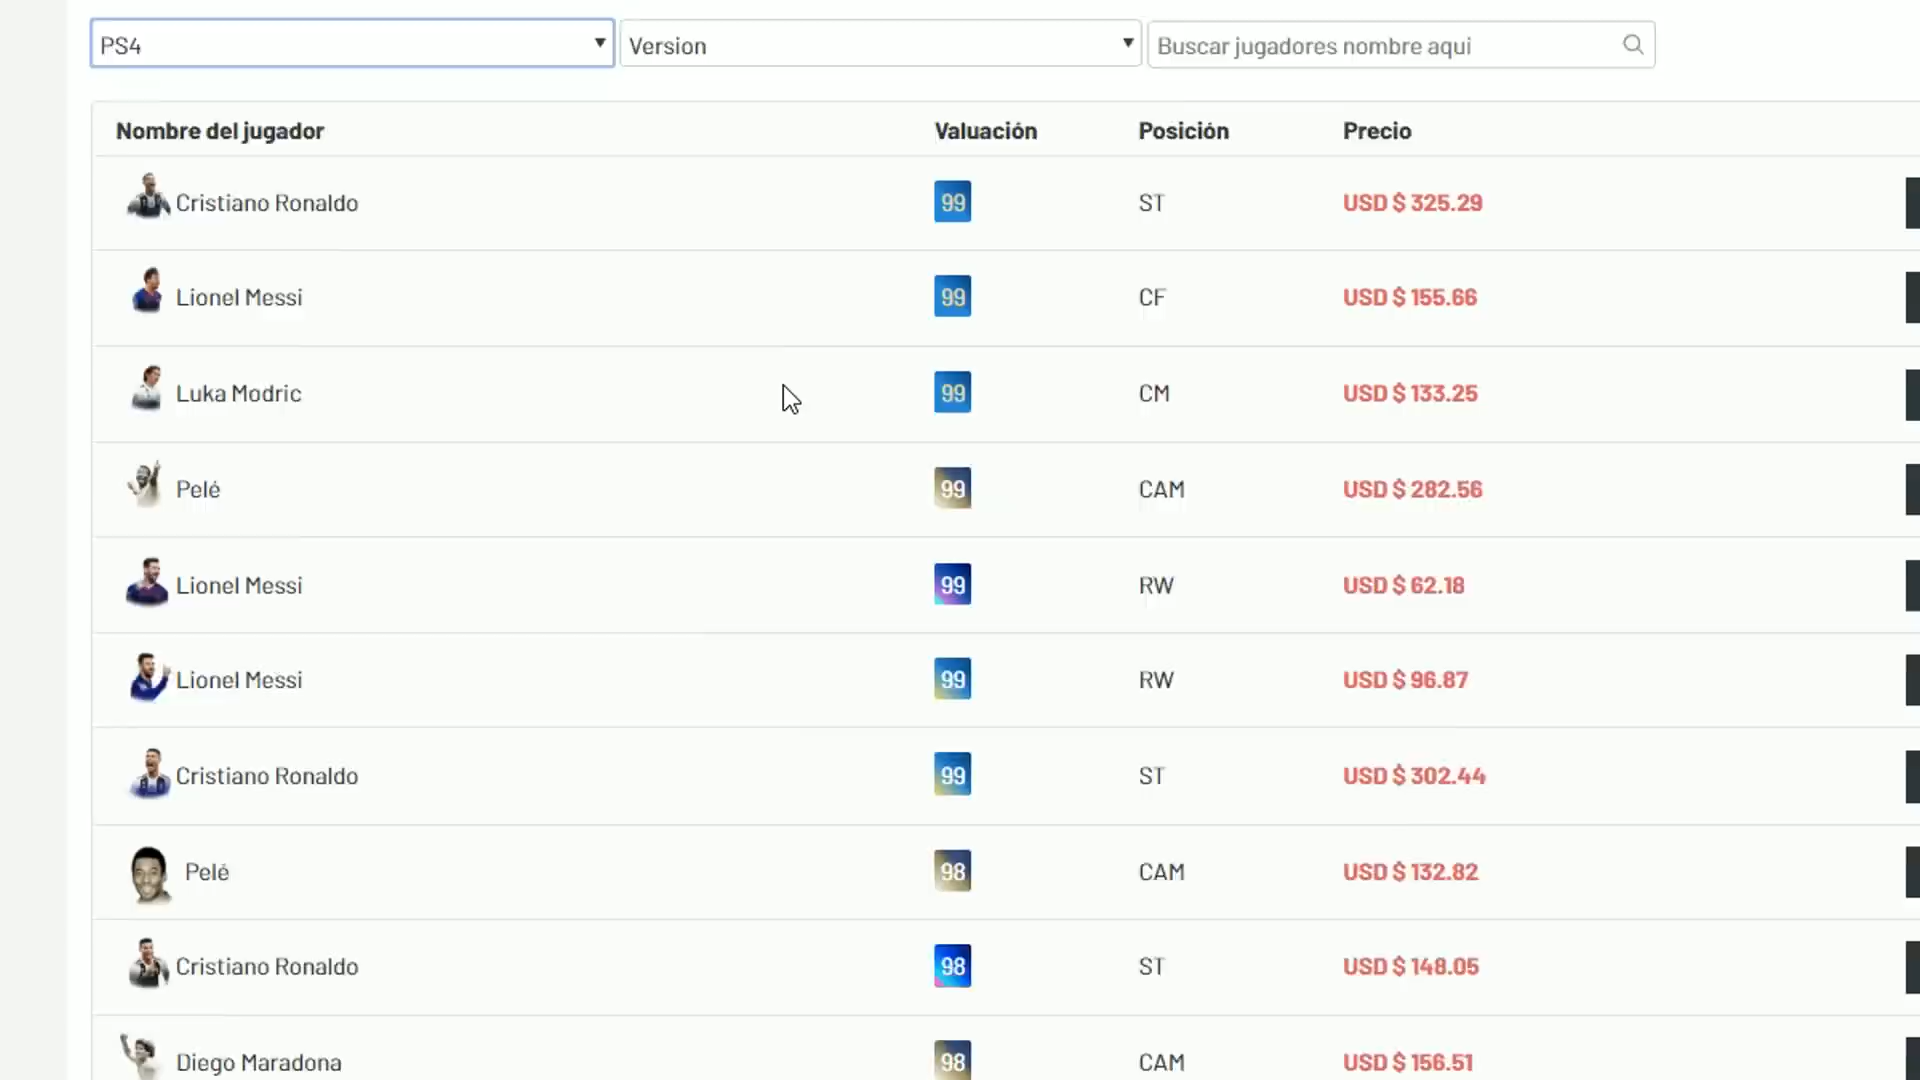 PS4 Version Buscar jugadores nombre aqui
Nombre del jugador Valuación Posición Precio
Cristiano Ronaldo 99 ST USD $ 325.29
Lionel Messi 99 CF USD $ 155.66
Luka Modric 99 CM USD $ 133.25
Pelé 99 CAM USD $ 282.56
Lionel Messi 99 RW USD $ 62.18
Lionel Messi 99 RW USD $ 96.87
Cristiano Ronaldo 99 ST USD $ 302.44
Pelé 98 CAM USD $ 132.82
Cristiano Ronaldo 98 ST USD $ 148.05
Diego Maradona 98 CAM USD $ 156.51